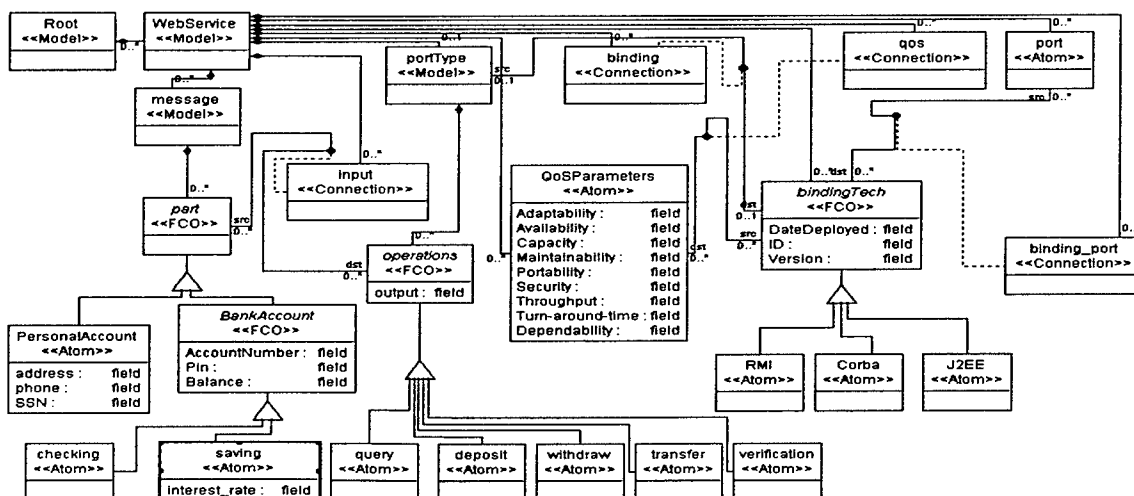 Root
<<Model>>
WebService
<<Model>>
0..*
0..*
message
<<Model>>
0..*
part
<<FCO>>
src
0..*
PersonalAccount
<<Atom>>
address : field
phone : field
SSN : field
BankAccount
<<FCO>>
AccountNumber : field
Pin : field
Balance : field
checking
<<Atom>>
saving
<<Atom>>
interest_rate : field
0..*
input
<<Connection>>
0..1
portType
<<Model>>
src
0..1
0..*
dst
0..*
operations
<<FCO>>
output : field
query
<<Atom>>
deposit
<<Atom>>
withdraw
<<Atom>>
transfer
<<Atom>>
verification
<<Atom>>
0..*
binding
<<Connection>>
0..*
QoSParameters
<<Atom>>
Adaptability : field
Availability : field
Capacity : field
Maintainability : field
Portability : field
Security : field
Throughput : field
Turn-around-time : field
Dependability : field
dst
0..*
0..*
qos
<<Connection>>
0..*
port
<<Atom>>
src
0..*
0..*
dst
0..*
bindingTech
<<FCO>>
DateDeployed : field
ID : field
Version : field
dst
0..1
src
0..*
RMI
<<Atom>>
Corba
<<Atom>>
J2EE
<<Atom>>
0..*
binding_port
<<Connection>>